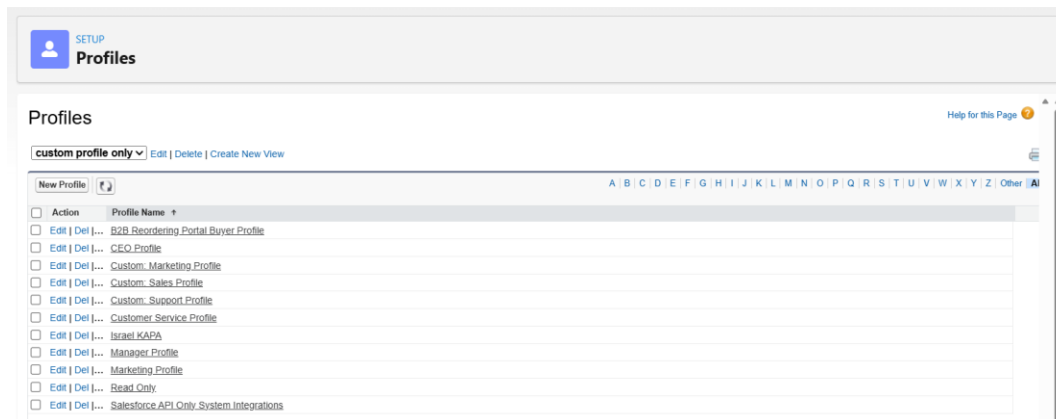 SETUP
Profiles
Profiles
Help for this Page ?
custom profile only Edit | Delete | Create New View
New Profile A | B | C | D | E | F | G | H | I | J | K | L | M | N | O | P | Q | R | S | T | U | V | W | X | Y | Z | Other
Action Profile Name ↑
Edit | Del |... B2B Reordering Portal Buyer Profile
Edit | Del |... CEO Profile
Edit | Del |... Custom: Marketing Profile
Edit | Del |... Custom: Sales Profile
Edit | Del |... Custom: Support Profile
Edit | Del |... Customer Service Profile
Edit | Del |... Israel KAPA
Edit | Del |... Manager Profile
Edit | Del |... Marketing Profile
Edit | Del |... Read Only
Edit | Del |... Salesforce API Only System Integrations